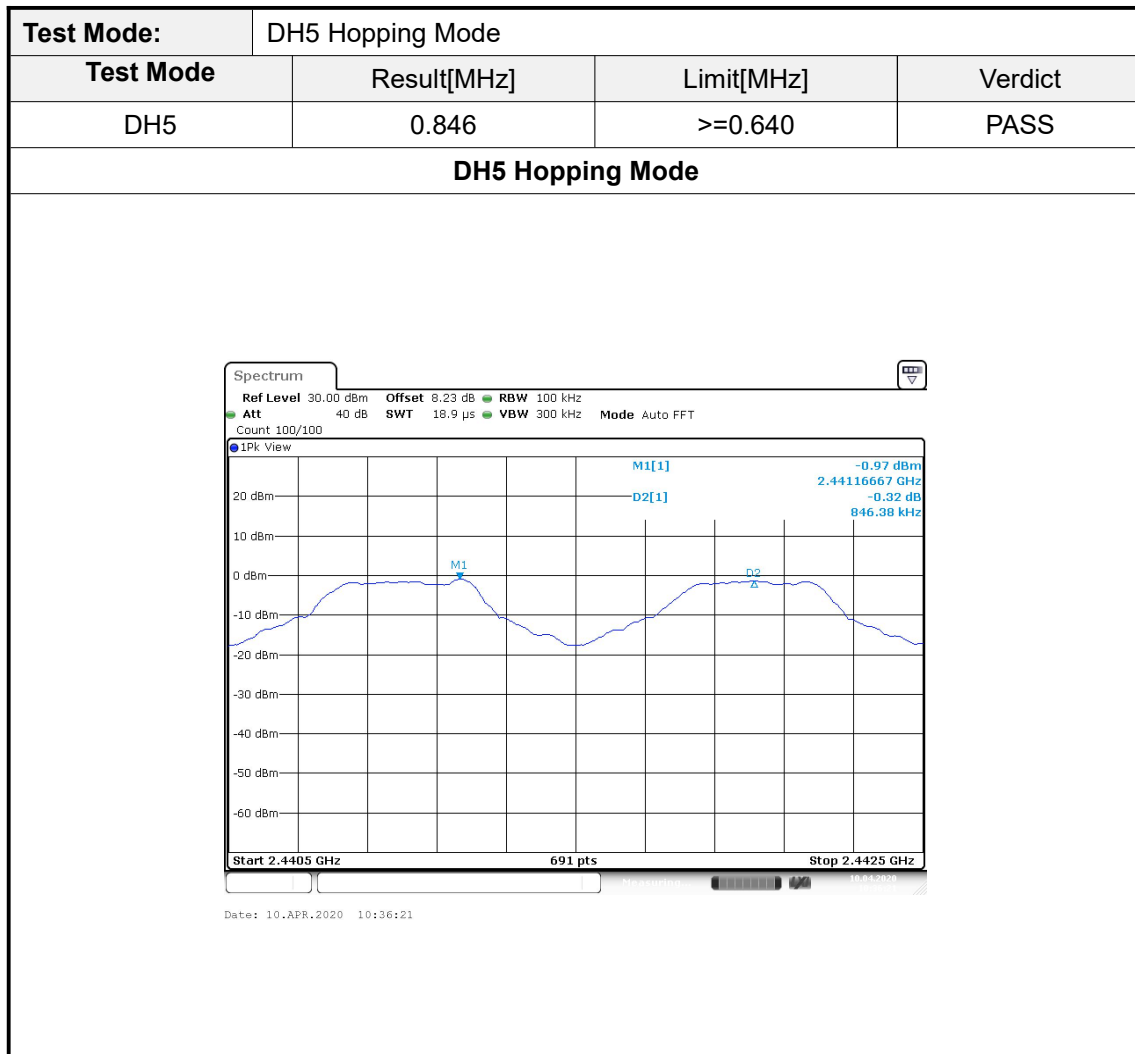 Test Mode: DH5 Hopping Mode
Test Mode Result[MHz] Limit[MHz] Verdict
DH5 0.846 >=0.640 PASS
DH5 Hopping Mode
Spectrum
Ref Level 30.00 dBm Offset 8.23 dB RBW 100 kHz
Att 40 dB SWT 18.9 µs VBW 300 kHz Mode Auto FFT
Count 100/100
1Pk View
M1[1] -0.97 dBm
2.44116667 GHz
20 dBm D2[1] -0.32 dB
846.38 kHz
10 dBm
M1
0 dBm D2
-10 dBm
-20 dBm
-30 dBm
-40 dBm
-50 dBm
-60 dBm
Start 2.4405 GHz 691 pts Stop 2.4425 GHz
Measuring... 10.04.2020
Date: 10.APR.2020 10:36:21